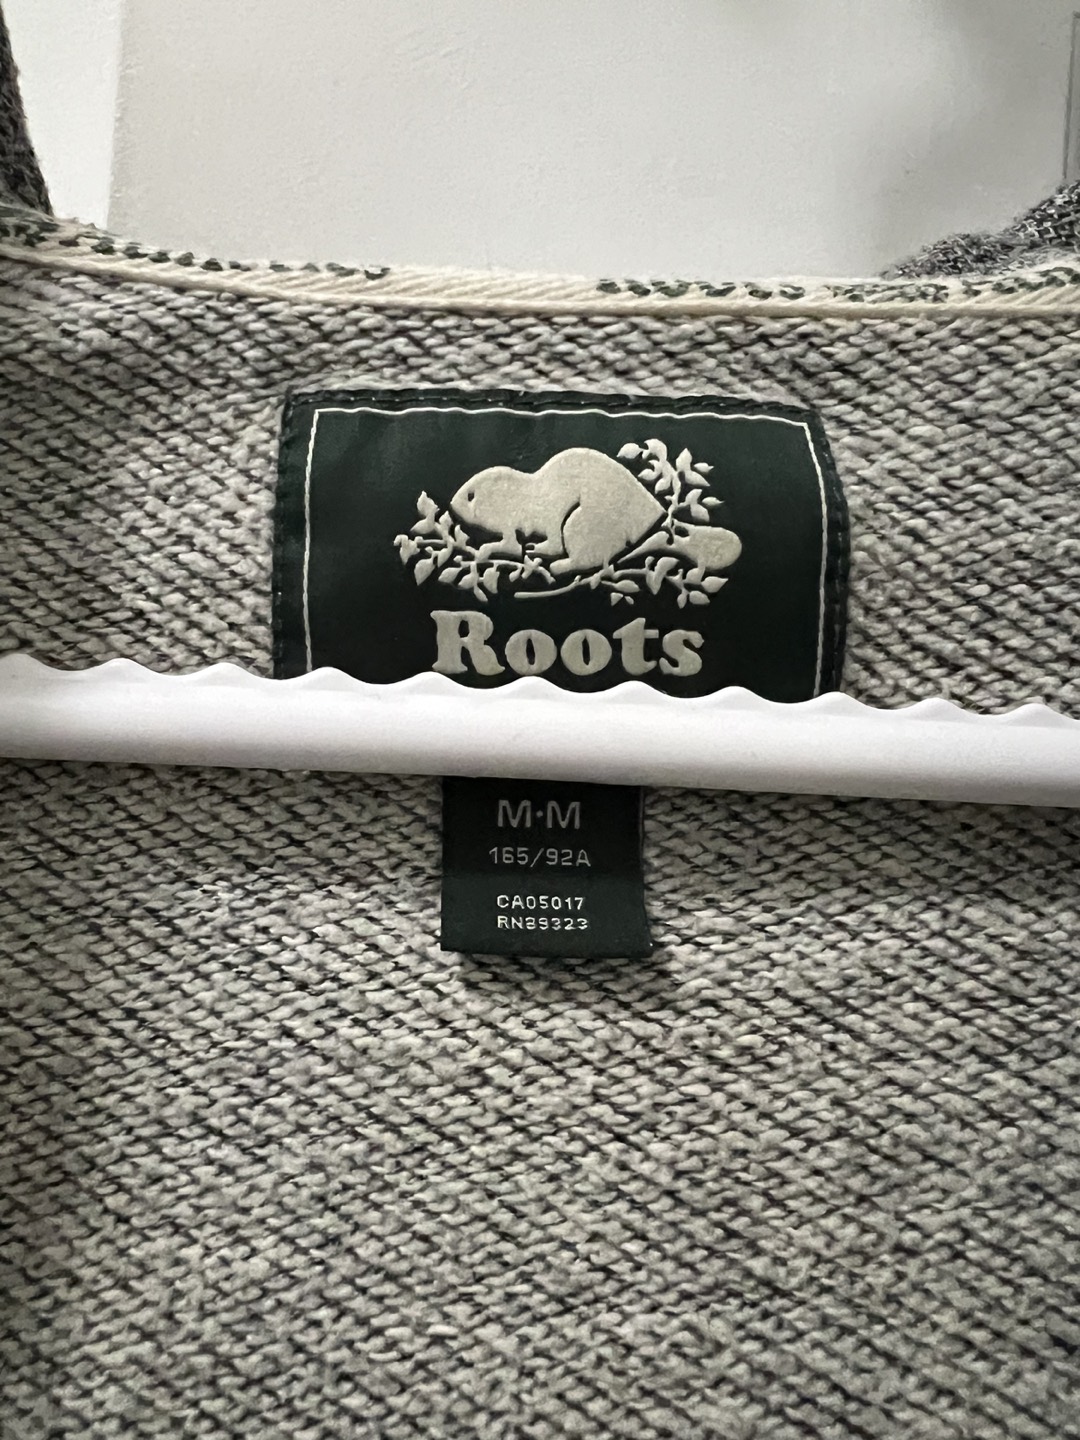 Roots
M·M
165/92A
CA05017
RN89323